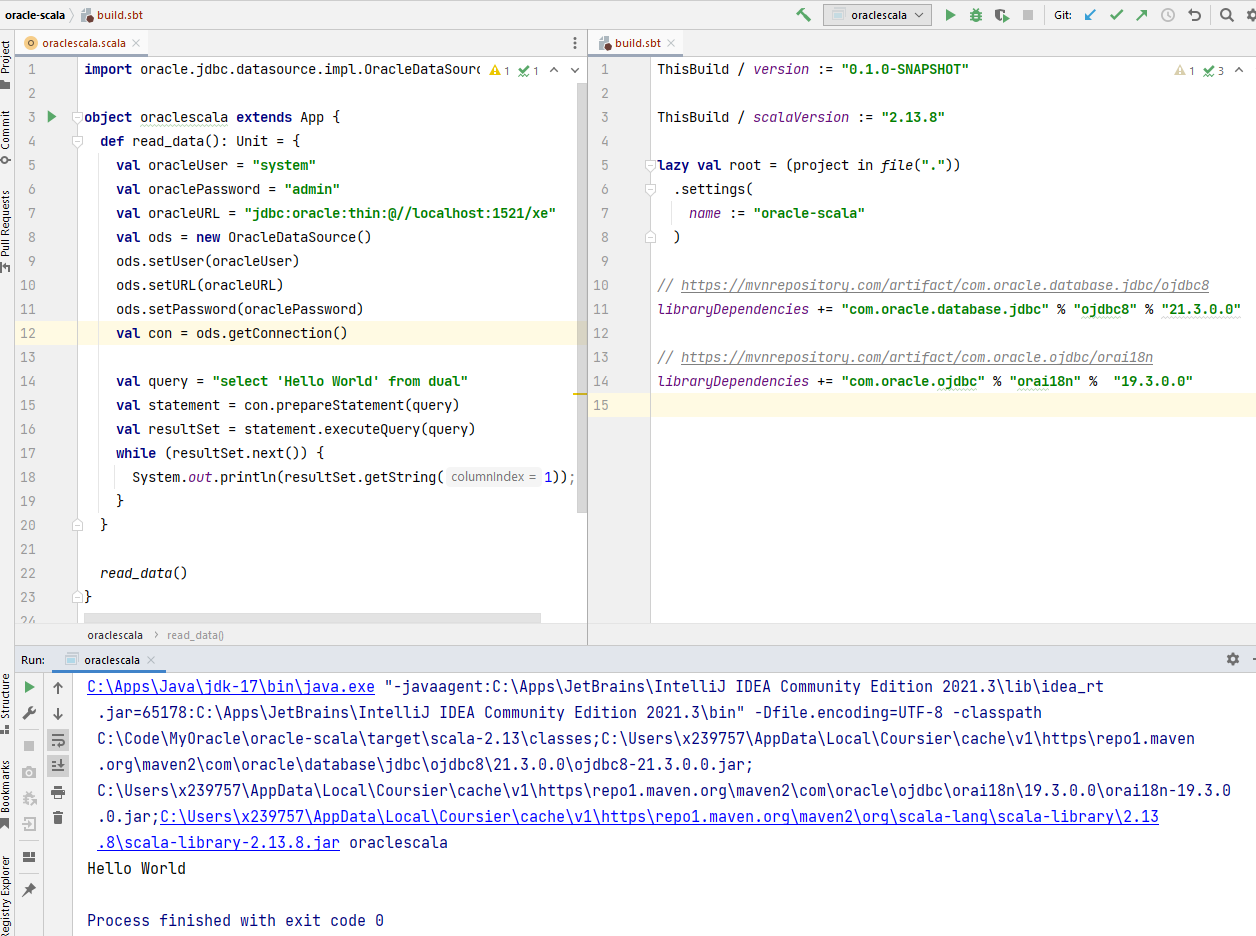 oracle-scala
build.sbt
oraclescala
Git:
Project
Commit
Pull Requests
Structure
Bookmarks
Registry Explorer
oraclescala.scala
1 import oracle.jdbc.datasource.impl.OracleDataSourc
1 1
2
3 object oraclescala extends App {
4 def read_data(): Unit = {
5 val oracleUser = "system"
6 val oraclePassword = "admin"
7 val oracleURL = "jdbc:oracle:thin:@//localhost:1521/xe"
8 val ods = new OracleDataSource()
9 ods.setUser(oracleUser)
10 ods.setURL(oracleURL)
11 ods.setPassword(oraclePassword)
12 val con = ods.getConnection()
13
14 val query = "select 'Hello World' from dual"
15 val statement = con.prepareStatement(query)
16 val resultSet = statement.executeQuery(query)
17 while (resultSet.next()) {
18 System.out.println(resultSet.getString( columnIndex = 1));
19 }
20 }
21
22 read_data()
23 }
24
oraclescala
read_data()
build.sbt
1 ThisBuild / version := "0.1.0-SNAPSHOT"
1 3
2
3 ThisBuild / scalaVersion := "2.13.8"
4
5 lazy val root = (project in file("."))
6 .settings(
7 name := "oracle-scala"
8 )
9
10 // https://mvnrepository.com/artifact/com.oracle.database.jdbc/ojdbc8
11 libraryDependencies += "com.oracle.database.jdbc" % "ojdbc8" % "21.3.0.0"
12
13 // https://mvnrepository.com/artifact/com.oracle.ojdbc/orai18n
14 libraryDependencies += "com.oracle.ojdbc" % "orai18n" % "19.3.0.0"
15
Run: oraclescala
C:\Apps\Java\jdk-17\bin\java.exe "-javaagent:C:\Apps\JetBrains\IntelliJ IDEA Community Edition 2021.3\lib\idea_rt
.jar=65178:C:\Apps\JetBrains\IntelliJ IDEA Community Edition 2021.3\bin" -Dfile.encoding=UTF-8 -classpath
C:\Code\MyOracle\oracle-scala\target\scala-2.13\classes;C:\Users\x239757\AppData\Local\Coursier\cache\v1\https\repo1.maven
.org\maven2\com\oracle\database\jdbc\ojdbc8\21.3.0.0\ojdbc8-21.3.0.0.jar;
C:\Users\x239757\AppData\Local\Coursier\cache\v1\https\repo1.maven.org\maven2\com\oracle\ojdbc\orai18n\19.3.0.0\orai18n-19.3.0
.0.jar;C:\Users\x239757\AppData\Local\Coursier\cache\v1\https\repo1.maven.org\maven2\org\scala-lang\scala-library\2.13
.8\scala-library-2.13.8.jar oraclescala
Hello World
Process finished with exit code 0